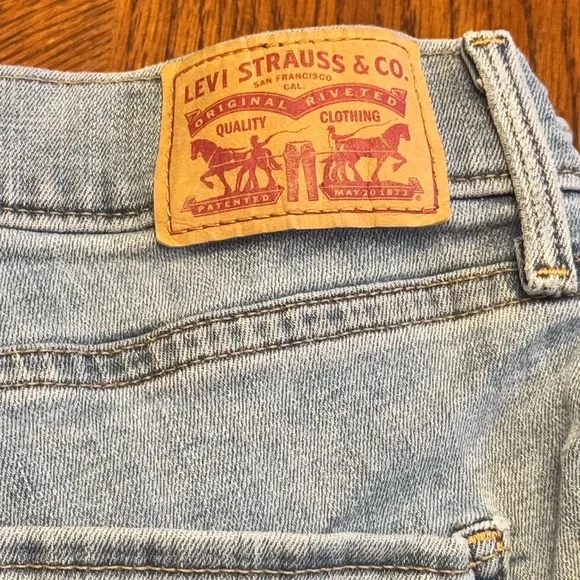 LEVI STRAUSS & CO.
SAN FRANCISCO
CAL.
ORIGINAL RIVETED
QUALITY CLOTHING
PATENTED MAY 20 1873
®